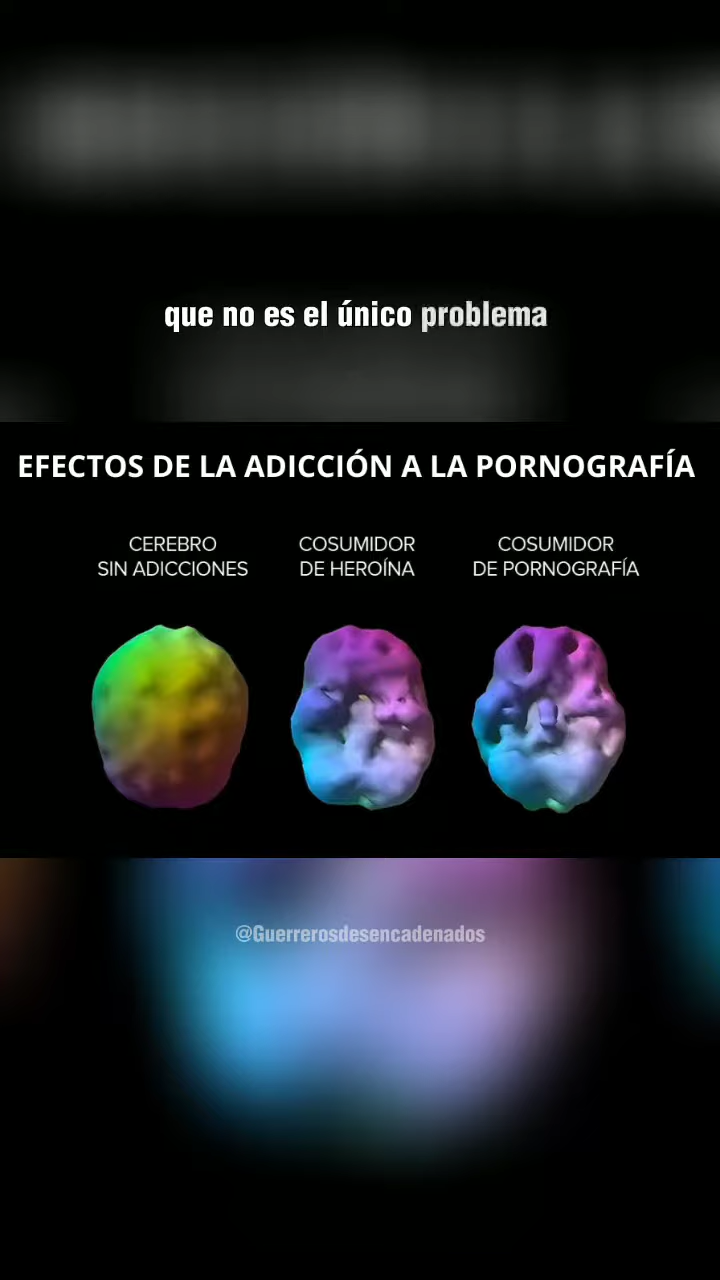 que no es el único problema
EFECTOS DE LA ADICCIÓN A LA PORNOGRAFÍA
CEREBRO
SIN ADICCIONES
COSUMIDOR
DE HEROÍNA
COSUMIDOR
DE PORNOGRAFÍA
@Guerrerosdesencadenados